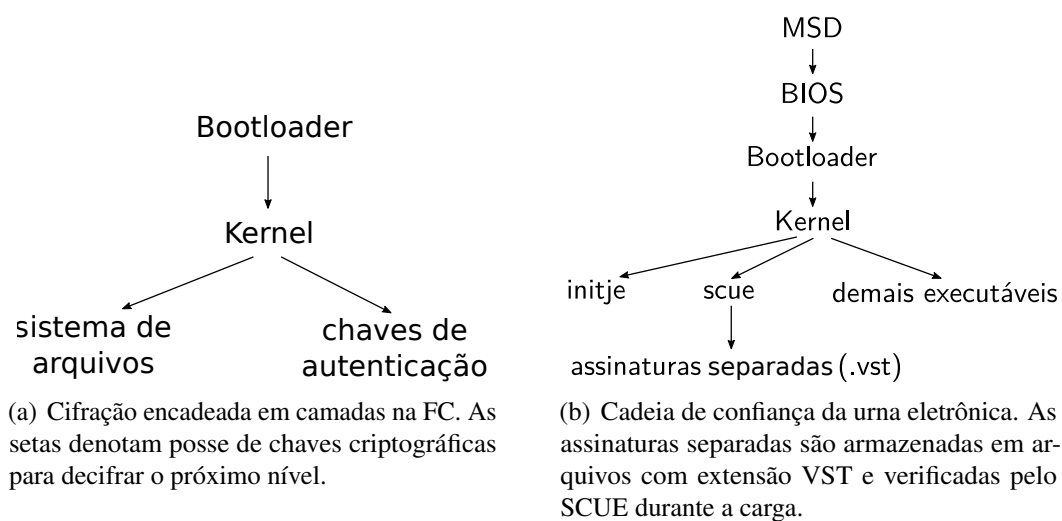 Bootloader
Kernel
sistema de
arquivos
chaves de
autenticação
(a) Cifração encadeada em camadas na FC. As
setas denotam posse de chaves criptográficas
para decifrar o próximo nível.
MSD
BIOS
Bootloader
Kernel
initje
scue
demais executáveis
assinaturas separadas (.vst)
(b) Cadeia de confiança da urna eletrônica. As
assinaturas separadas são armazenadas em ar-
quivos com extensão VST e verificadas pelo
SCUE durante a carga.